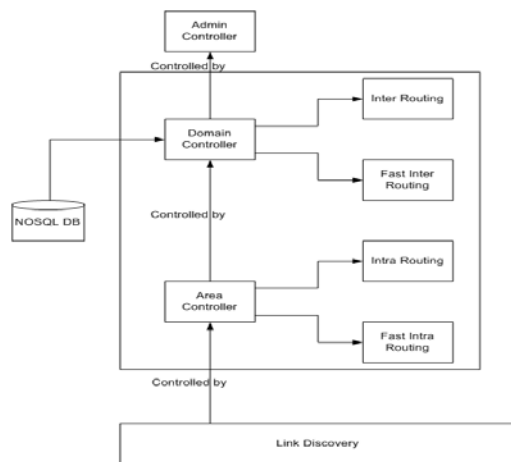 Admin
Controller
Controlled by
Inter Routing
Domain
Controller
Fast Inter
Routing
NOSQL DB
Controlled by
Intra Routing
Area
Controller
Fast Intra
Routing
Controlled by
Link Discovery